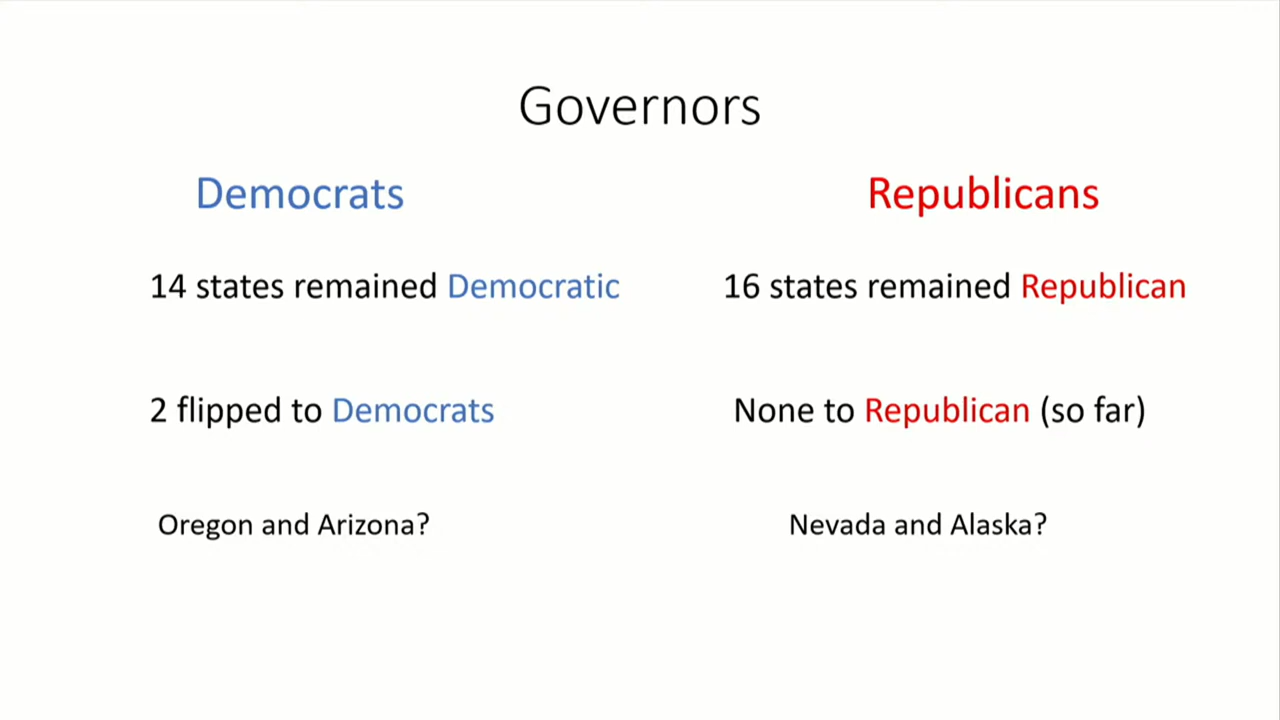 Governors
Democrats
Republicans
14 states remained Democratic
16 states remained Republican
2 flipped to Democrats
None to Republican (so far)
Oregon and Arizona?
Nevada and Alaska?